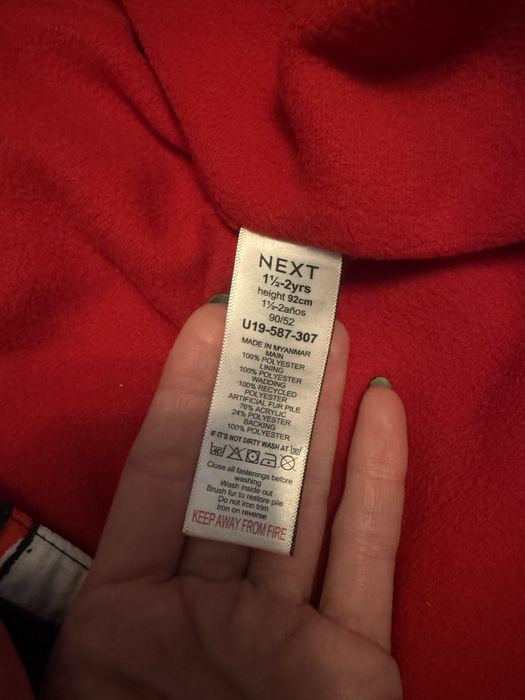 NEXT
1½-2yrs
height 92cm
1½-2años
90/52
U19-587-307
MADE IN MYANMAR
MAIN
100% POLYESTER
LINING
100% POLYESTER
WADDING
100% RECYCLED
POLYESTER
ARTIFICIAL FUR PILE
76% ACRYLIC
24% POLYESTER
BACKING
100% POLYESTER
IF IT'S NOT DIRTY WASH AT 30
40
Close all fastenings before
washing
Wash inside out
Brush fur to restore pile
Do not iron trim
Iron on reverse
KEEP AWAY FROM FIRE